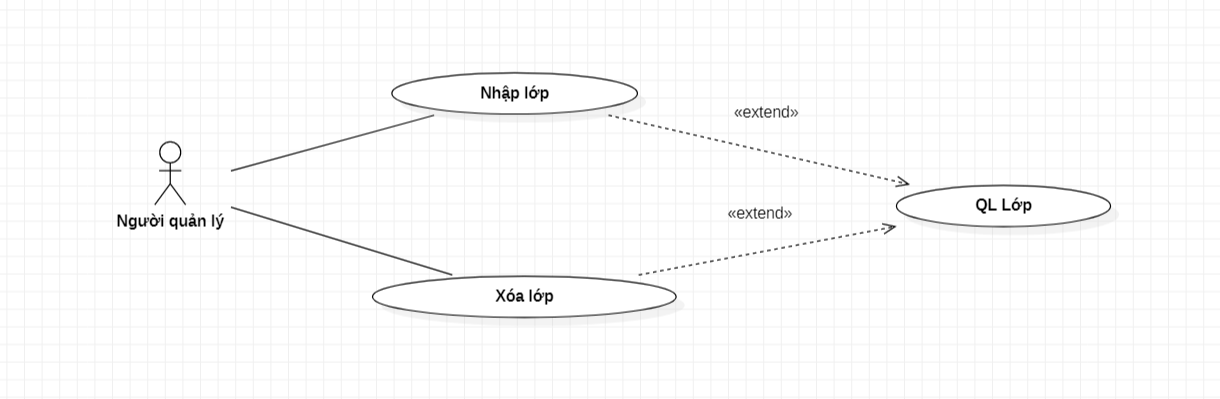 Nhập lớp
«extend»
Người quản lý
QL Lớp
«extend»
Xóa lớp